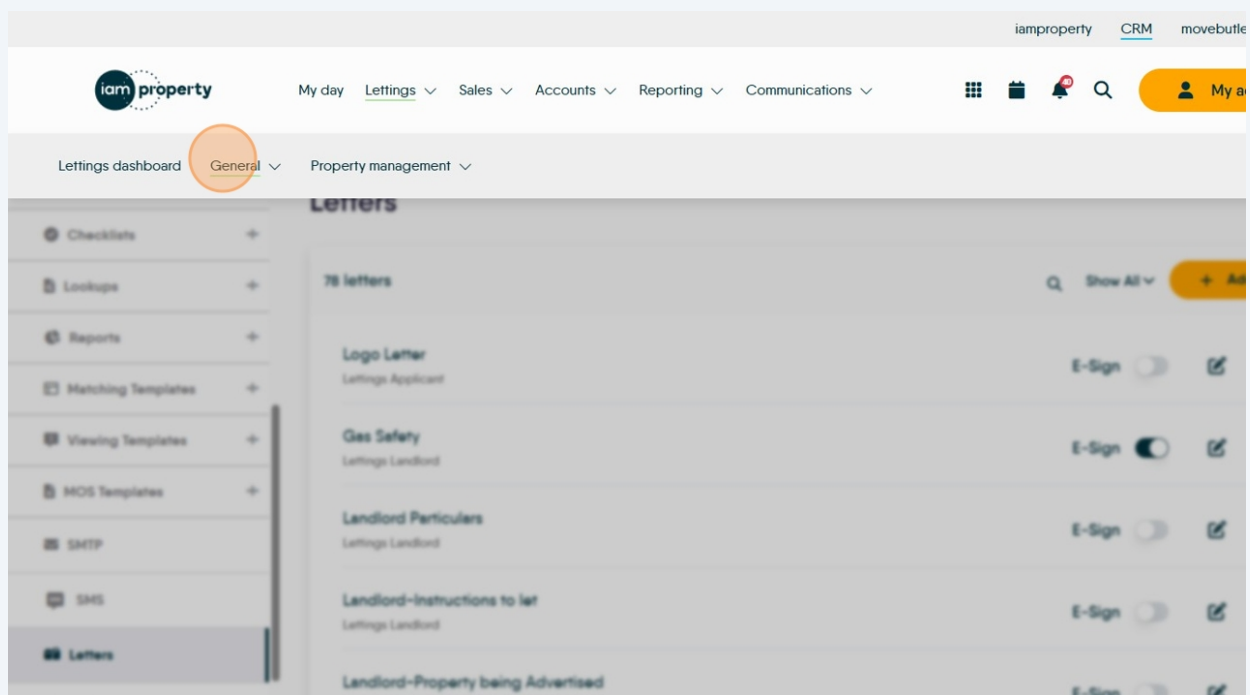 iamproperty CRM movebutle
iam property My day Lettings Sales Accounts Reporting Communications 40 My a
Lettings dashboard General Property management
Letters
Checklists
78 letters Show All + Ad
Lookups
Reports
Logo Letter
Lettings Applicant
E-Sign
Matching Templates
Gas Safety
Lettings Landlord
E-Sign
Viewing Templates
MOS Templates
Landlord Particulars
Lettings Landlord
E-Sign
SMTP
SMS
Landlord-Instructions to let
Lettings Landlord
E-Sign
Letters
Landlord-Property being Advertised
E-Sign